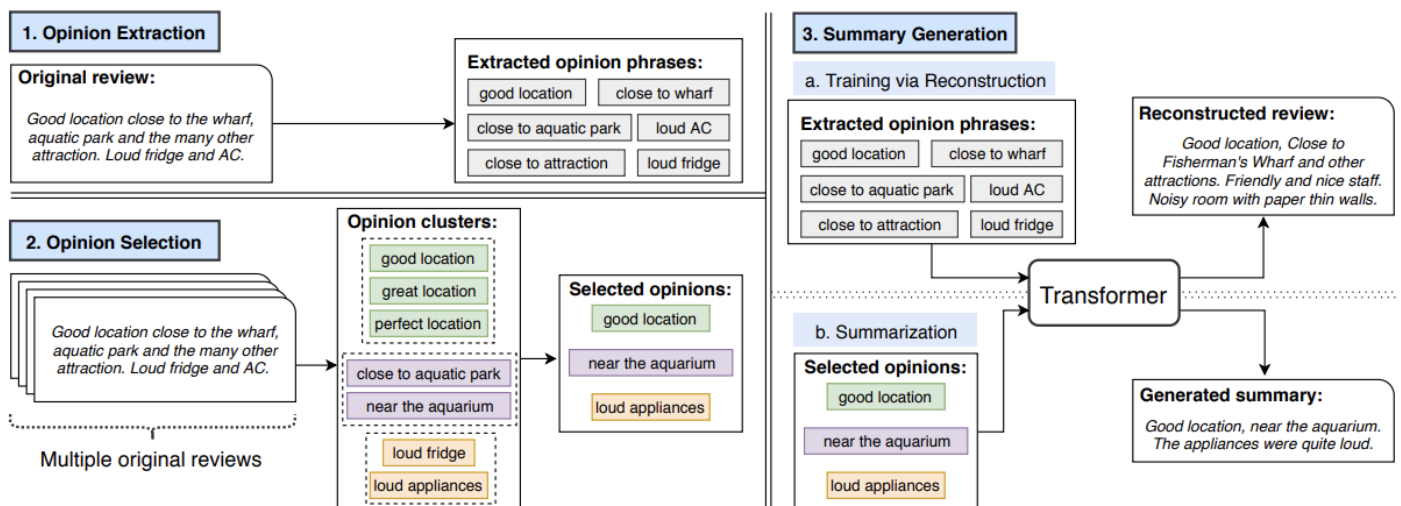 1. Opinion Extraction
Original review:
Good location close to the wharf,
aquatic park and the many other
attraction. Loud fridge and AC.
Extracted opinion phrases:
good location
close to wharf
close to aquatic park
loud AC
close to attraction
loud fridge
2. Opinion Selection
Good location close to the wharf,
aquatic park and the many other
attraction. Loud fridge and AC.
Multiple original reviews
Opinion clusters:
good location
great location
perfect location
close to aquatic park
near the aquarium
loud fridge
loud appliances
Selected opinions:
good location
near the aquarium
loud appliances
3. Summary Generation
a. Training via Reconstruction
Extracted opinion phrases:
good location
close to wharf
close to aquatic park
loud AC
close to attraction
loud fridge
Transformer
Reconstructed review:
Good location, Close to
Fisherman's Wharf and other
attractions. Friendly and nice staff.
Noisy room with paper thin walls.
b. Summarization
Selected opinions:
good location
near the aquarium
loud appliances
Generated summary:
Good location, near the aquarium.
The appliances were quite loud.